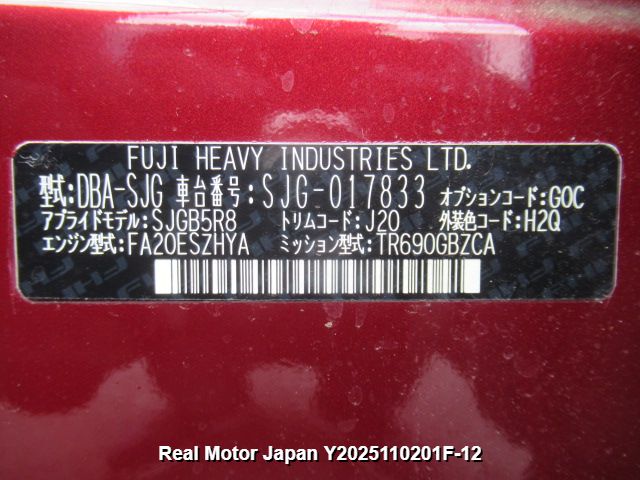 FUJI HEAVY INDUSTRIES LTD.
型式:DBA-SJG 車台番号:SJG-017833 オプションコード:GOC
アプライドモデル:SJGB5R8 トリムコード:J20 外装色コード:H2Q
エンジン型式:FA20ESZHYA ミッション型式:TR690GBZCA
Real Motor Japan Y2025110201F-12